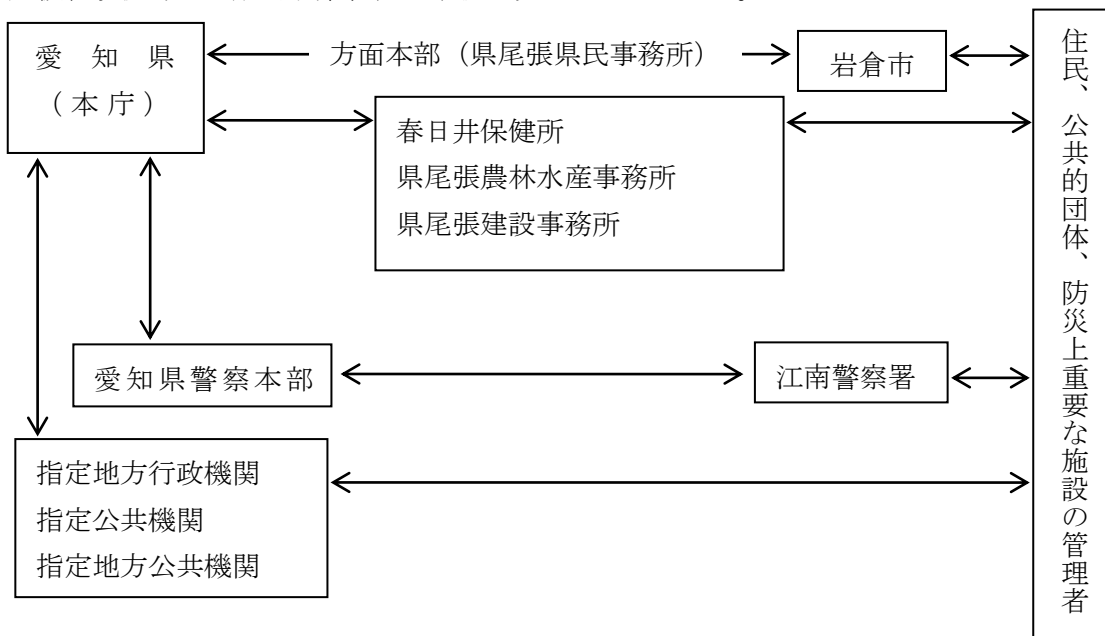 愛知県
（本庁）
方面本部（県尾張県民事務所）
岩倉市
春日井保健所
県尾張農林水産事務所
県尾張建設事務所
愛知県警察本部
江南警察署
指定地方行政機関
指定公共機関
指定地方公共機関
住民、公共的団体、防災上重要な施設の管理者